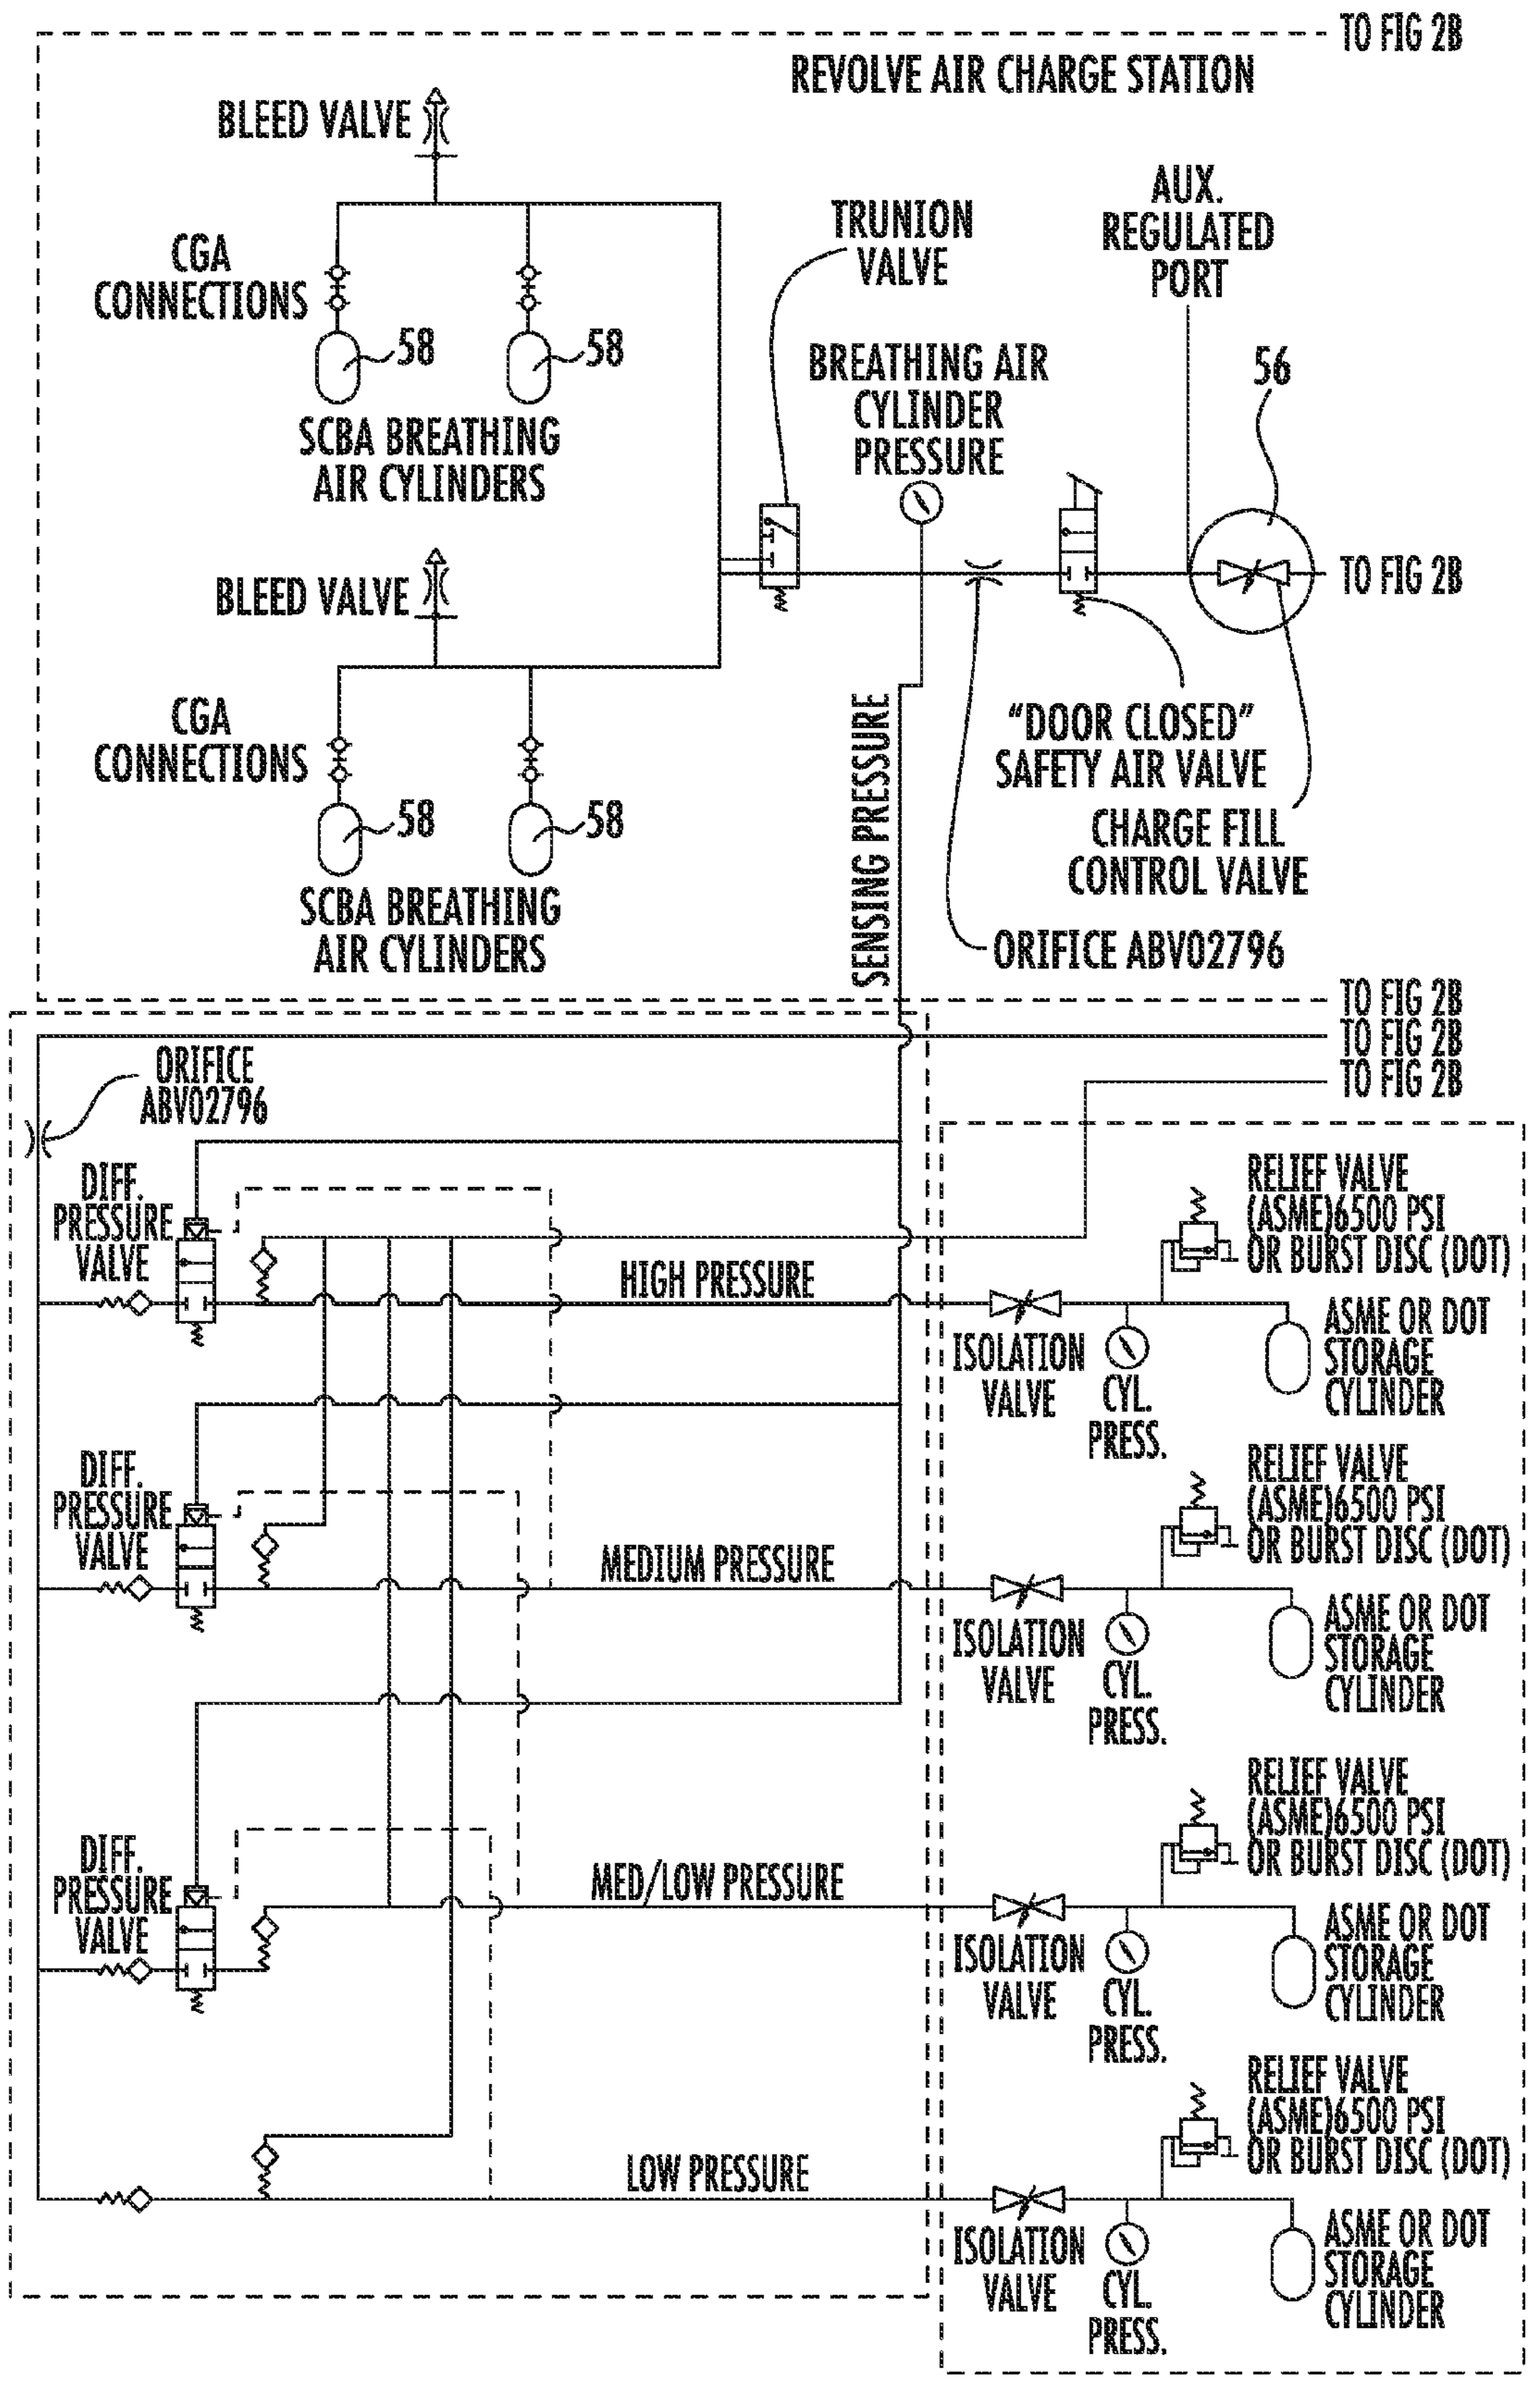 TO FIG 2B
REVOLVE AIR CHARGE STATION
BLEED VALVE
AUX.
REGULATED
PORT
TRUNION
VALVE
CGA
CONNECTIONS
58
58
BREATHING AIR
CYLINDER
PRESSURE
56
SCBA BREATHING
AIR CYLINDERS
BLEED VALVE
TO FIG 2B
CGA
CONNECTIONS
SENSING PRESSURE
"DOOR CLOSED"
SAFETY AIR VALVE
58
58
CHARGE FILL
CONTROL VALVE
SCBA BREATHING
AIR CYLINDERS
ORIFICE ABV02796
TO FIG 2B
TO FIG 2B
TO FIG 2B
ORIFICE
ABV02796
DIFF.
PRESSURE
VALVE
HIGH PRESSURE
RELIEF VALVE
(ASME)6500 PSI
OR BURST DISC (DOT)
ISOLATION
VALVE
CYL.
PRESS.
ASME OR DOT
STORAGE
CYLINDER
DIFF.
PRESSURE
VALVE
MEDIUM PRESSURE
RELIEF VALVE
(ASME)6500 PSI
OR BURST DISC (DOT)
ISOLATION
VALVE
CYL.
PRESS.
ASME OR DOT
STORAGE
CYLINDER
DIFF.
PRESSURE
VALVE
MED/LOW PRESSURE
RELIEF VALVE
(ASME)6500 PSI
OR BURST DISC (DOT)
ISOLATION
VALVE
CYL.
PRESS.
ASME OR DOT
STORAGE
CYLINDER
LOW PRESSURE
RELIEF VALVE
(ASME)6500 PSI
OR BURST DISC (DOT)
ISOLATION
VALVE
CYL.
PRESS.
ASME OR DOT
STORAGE
CYLINDER